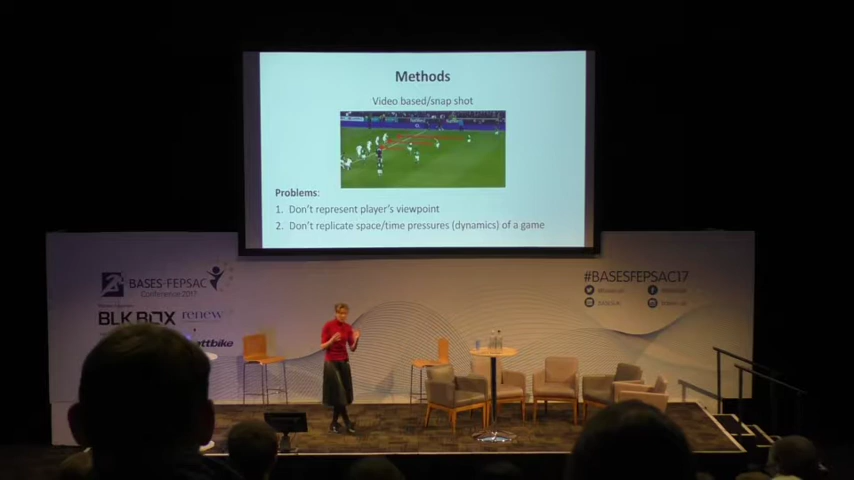 Methods
Video based/snap shot
Problems:
1. Don't represent player's viewpoint
2. Don't replicate space/time pressures (dynamics) of a game
BASES-FEPSAC
Conference 2017
#BASESFEPSAC17
BLK BOX
renew
attbike